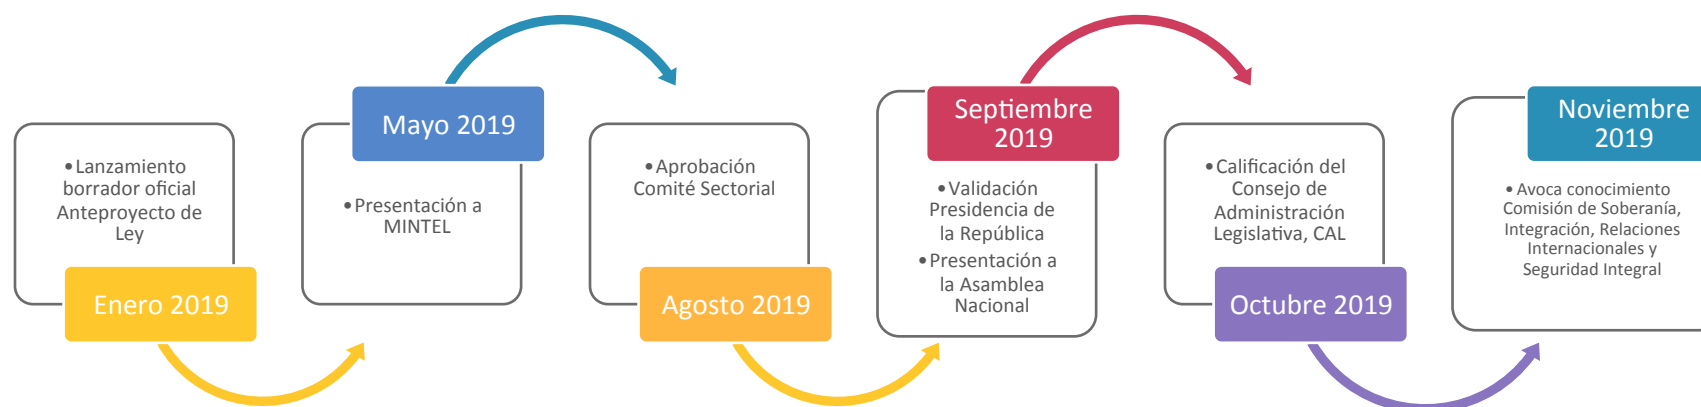 •Lanzamiento
borrador oficial
Anteproyecto de
Ley
Enero 2019
Mayo 2019
•Presentación a
MINTEL
•Aprobación
Comité Sectorial
Agosto 2019
Septiembre
2019
•Validación
Presidencia de
la República
•Presentación a
la Asamblea
Nacional
•Calificación del
Consejo de
Administración
Legislativa, CAL
Octubre 2019
Noviembre
2019
•Avoca conocimiento
Comisión de Soberanía,
Integración, Relaciones
Internacionales y
Seguridad Integral